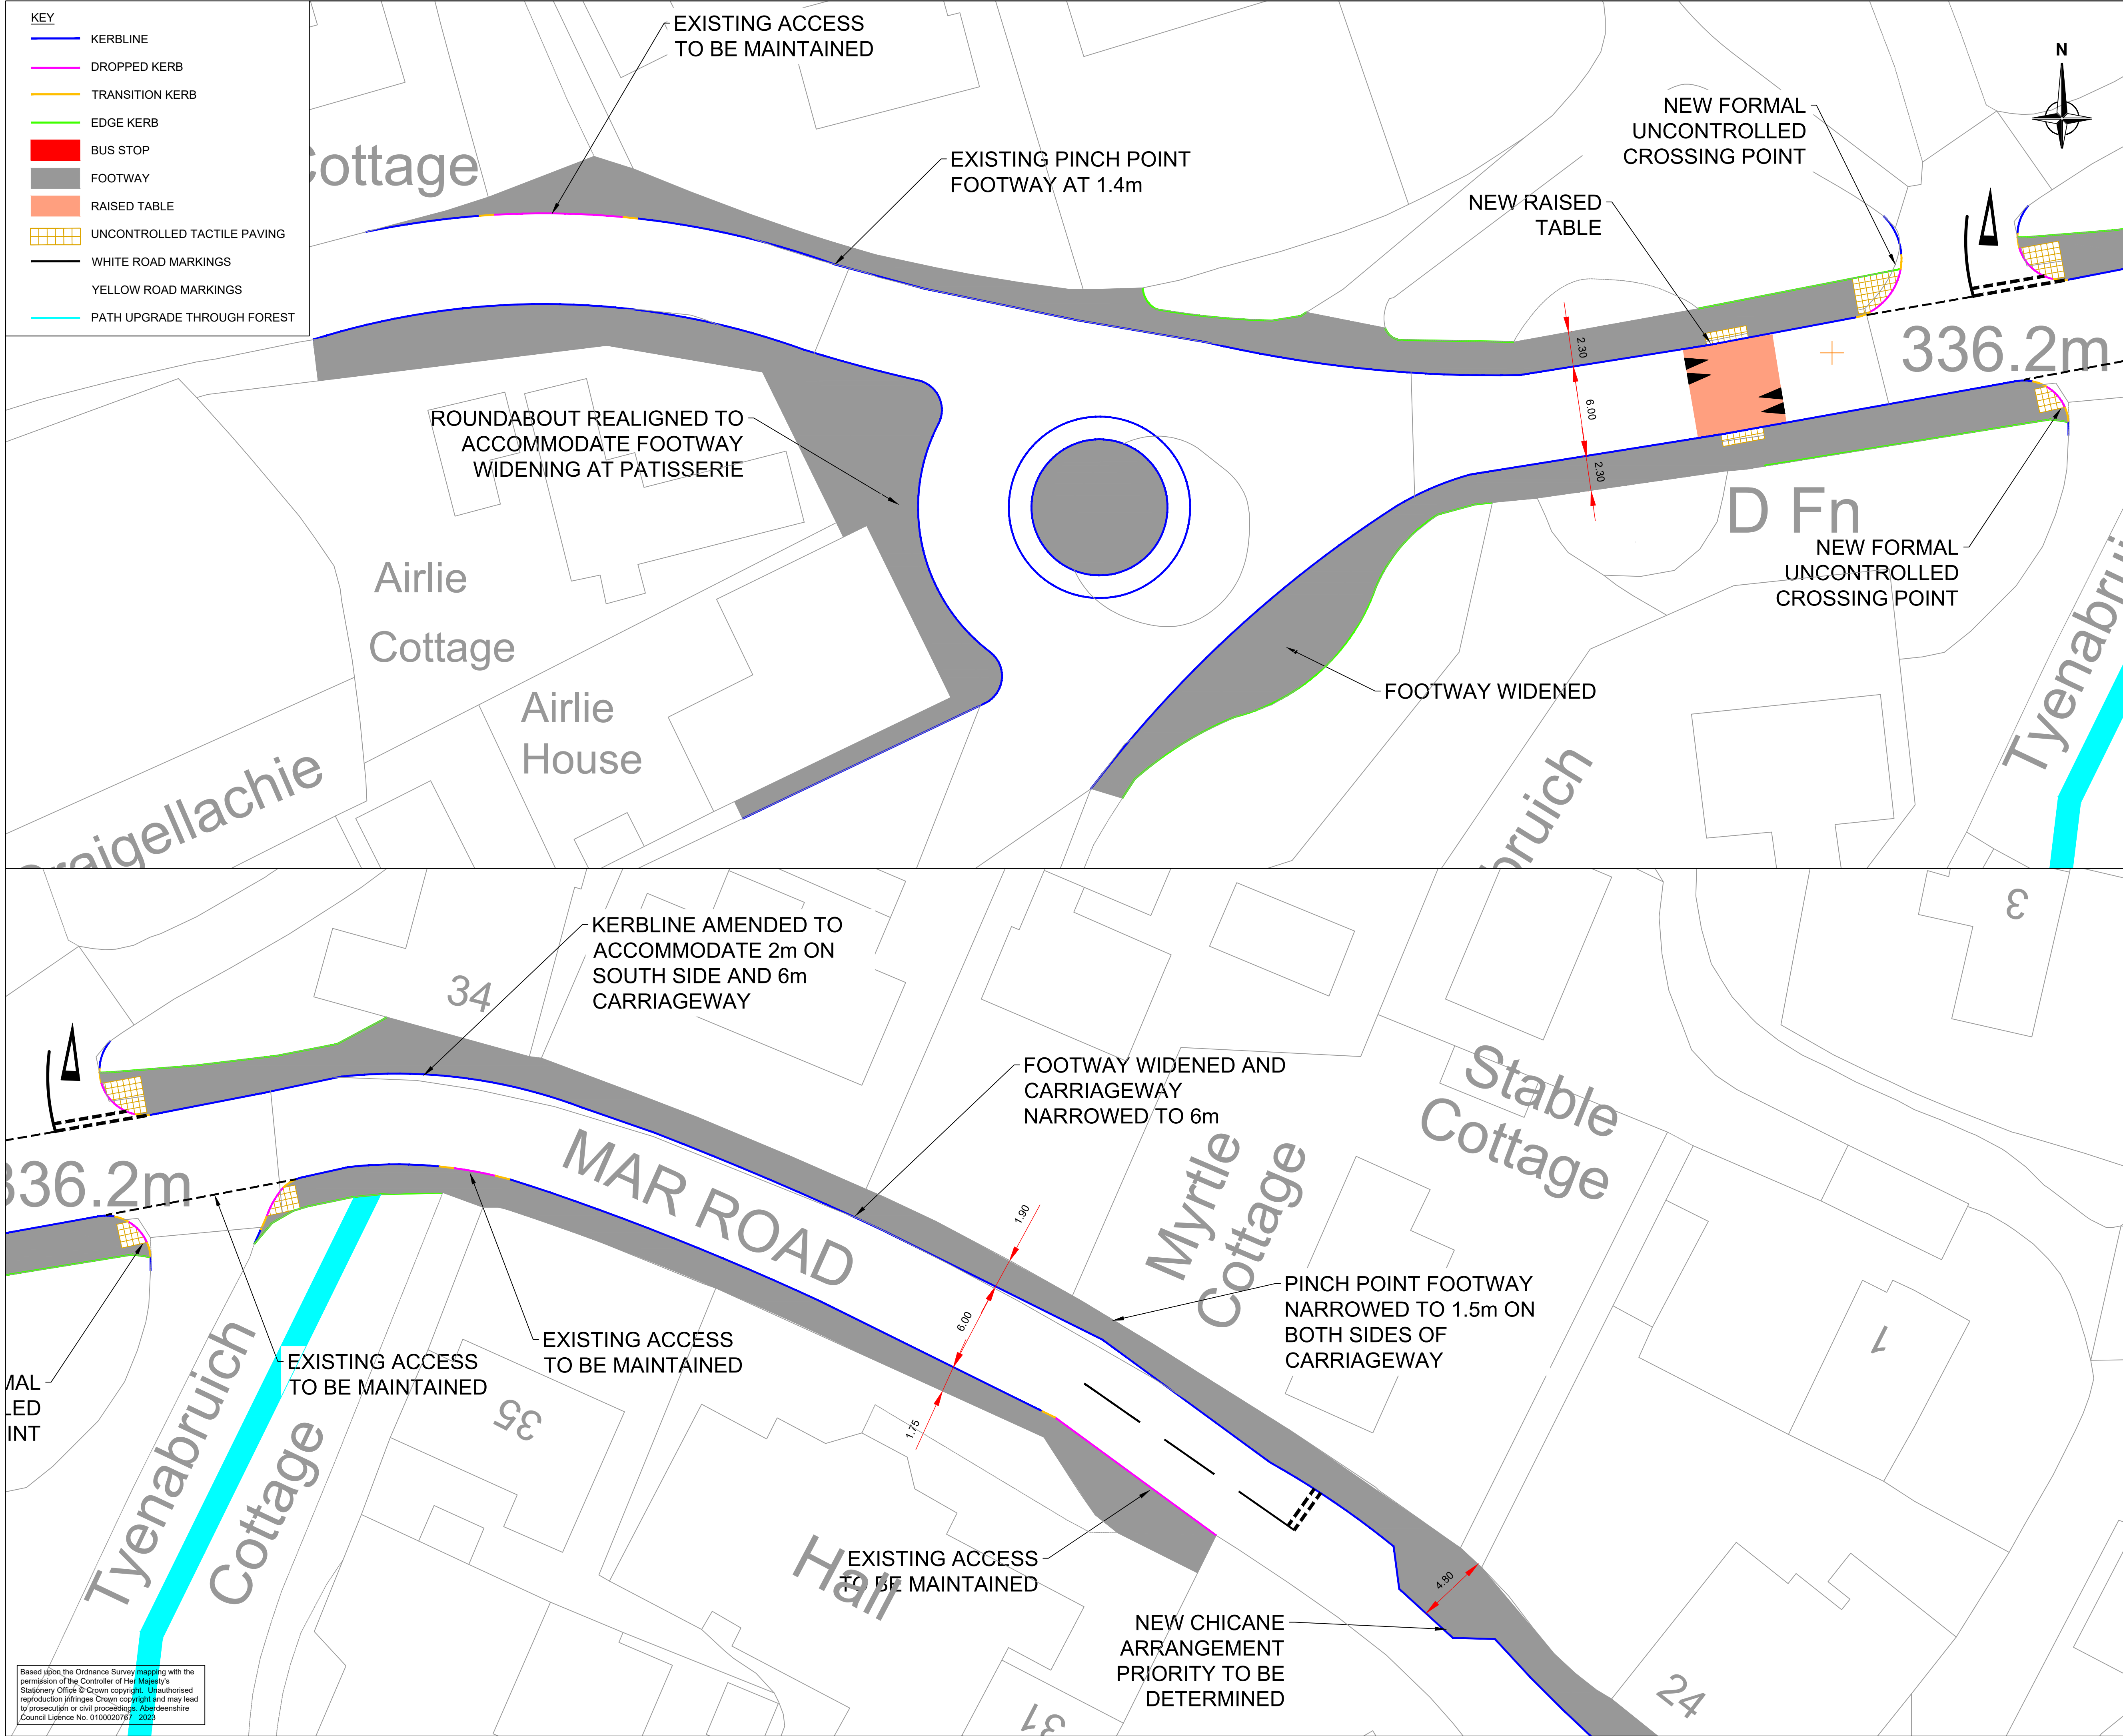 KEY
KERBLINE
DROPPED KERB
TRANSITION KERB
EDGE KERB
BUS STOP
FOOTWAY
RAISED TABLE
UNCONTROLLED TACTILE PAVING
WHITE ROAD MARKINGS
YELLOW ROAD MARKINGS
PATH UPGRADE THROUGH FOREST
Cottage
EXISTING ACCESS
TO BE MAINTAINED
EXISTING PINCH POINT
FOOTWAY AT 1.4m
NEW FORMAL
UNCONTROLLED
CROSSING POINT
NEW RAISED
TABLE
N
2.30
6.00
2.30
336.2m
ROUNDABOUT REALIGNED TO
ACCOMMODATE FOOTWAY
WIDENING AT PATISSERIE
D Fn
NEW FORMAL
UNCONTROLLED
CROSSING POINT
Airlie
Cottage
Airlie
House
FOOTWAY WIDENED
Craigellachie
bruich
Tyenabrui
KERBLINE AMENDED TO
ACCOMMODATE 2m ON
SOUTH SIDE AND 6m
CARRIAGEWAY
34
3
FOOTWAY WIDENED AND
CARRIAGEWAY
NARROWED TO 6m
Stable
Cottage
336.2m
MAR ROAD
Myrtle
Cottage
1.90
6.00
1.75
PINCH POINT FOOTWAY
NARROWED TO 1.5m ON
BOTH SIDES OF
CARRIAGEWAY
1
EXISTING ACCESS
TO BE MAINTAINED
EXISTING ACCESS
TO BE MAINTAINED
MAL
LED
INT
35
Tyenabruich
Cottage
Hall
EXISTING ACCESS
TO BE MAINTAINED
4.80
NEW CHICANE
ARRANGEMENT
PRIORITY TO BE
DETERMINED
24
31
Based upon the Ordnance Survey mapping with the
permission of the Controller of Her Majesty's
Stationery Office © Crown copyright. Unauthorised
reproduction infringes Crown copyright and may lead
to prosecution or civil proceedings. Aberdeenshire
Council Licence No. 0100020767 2023